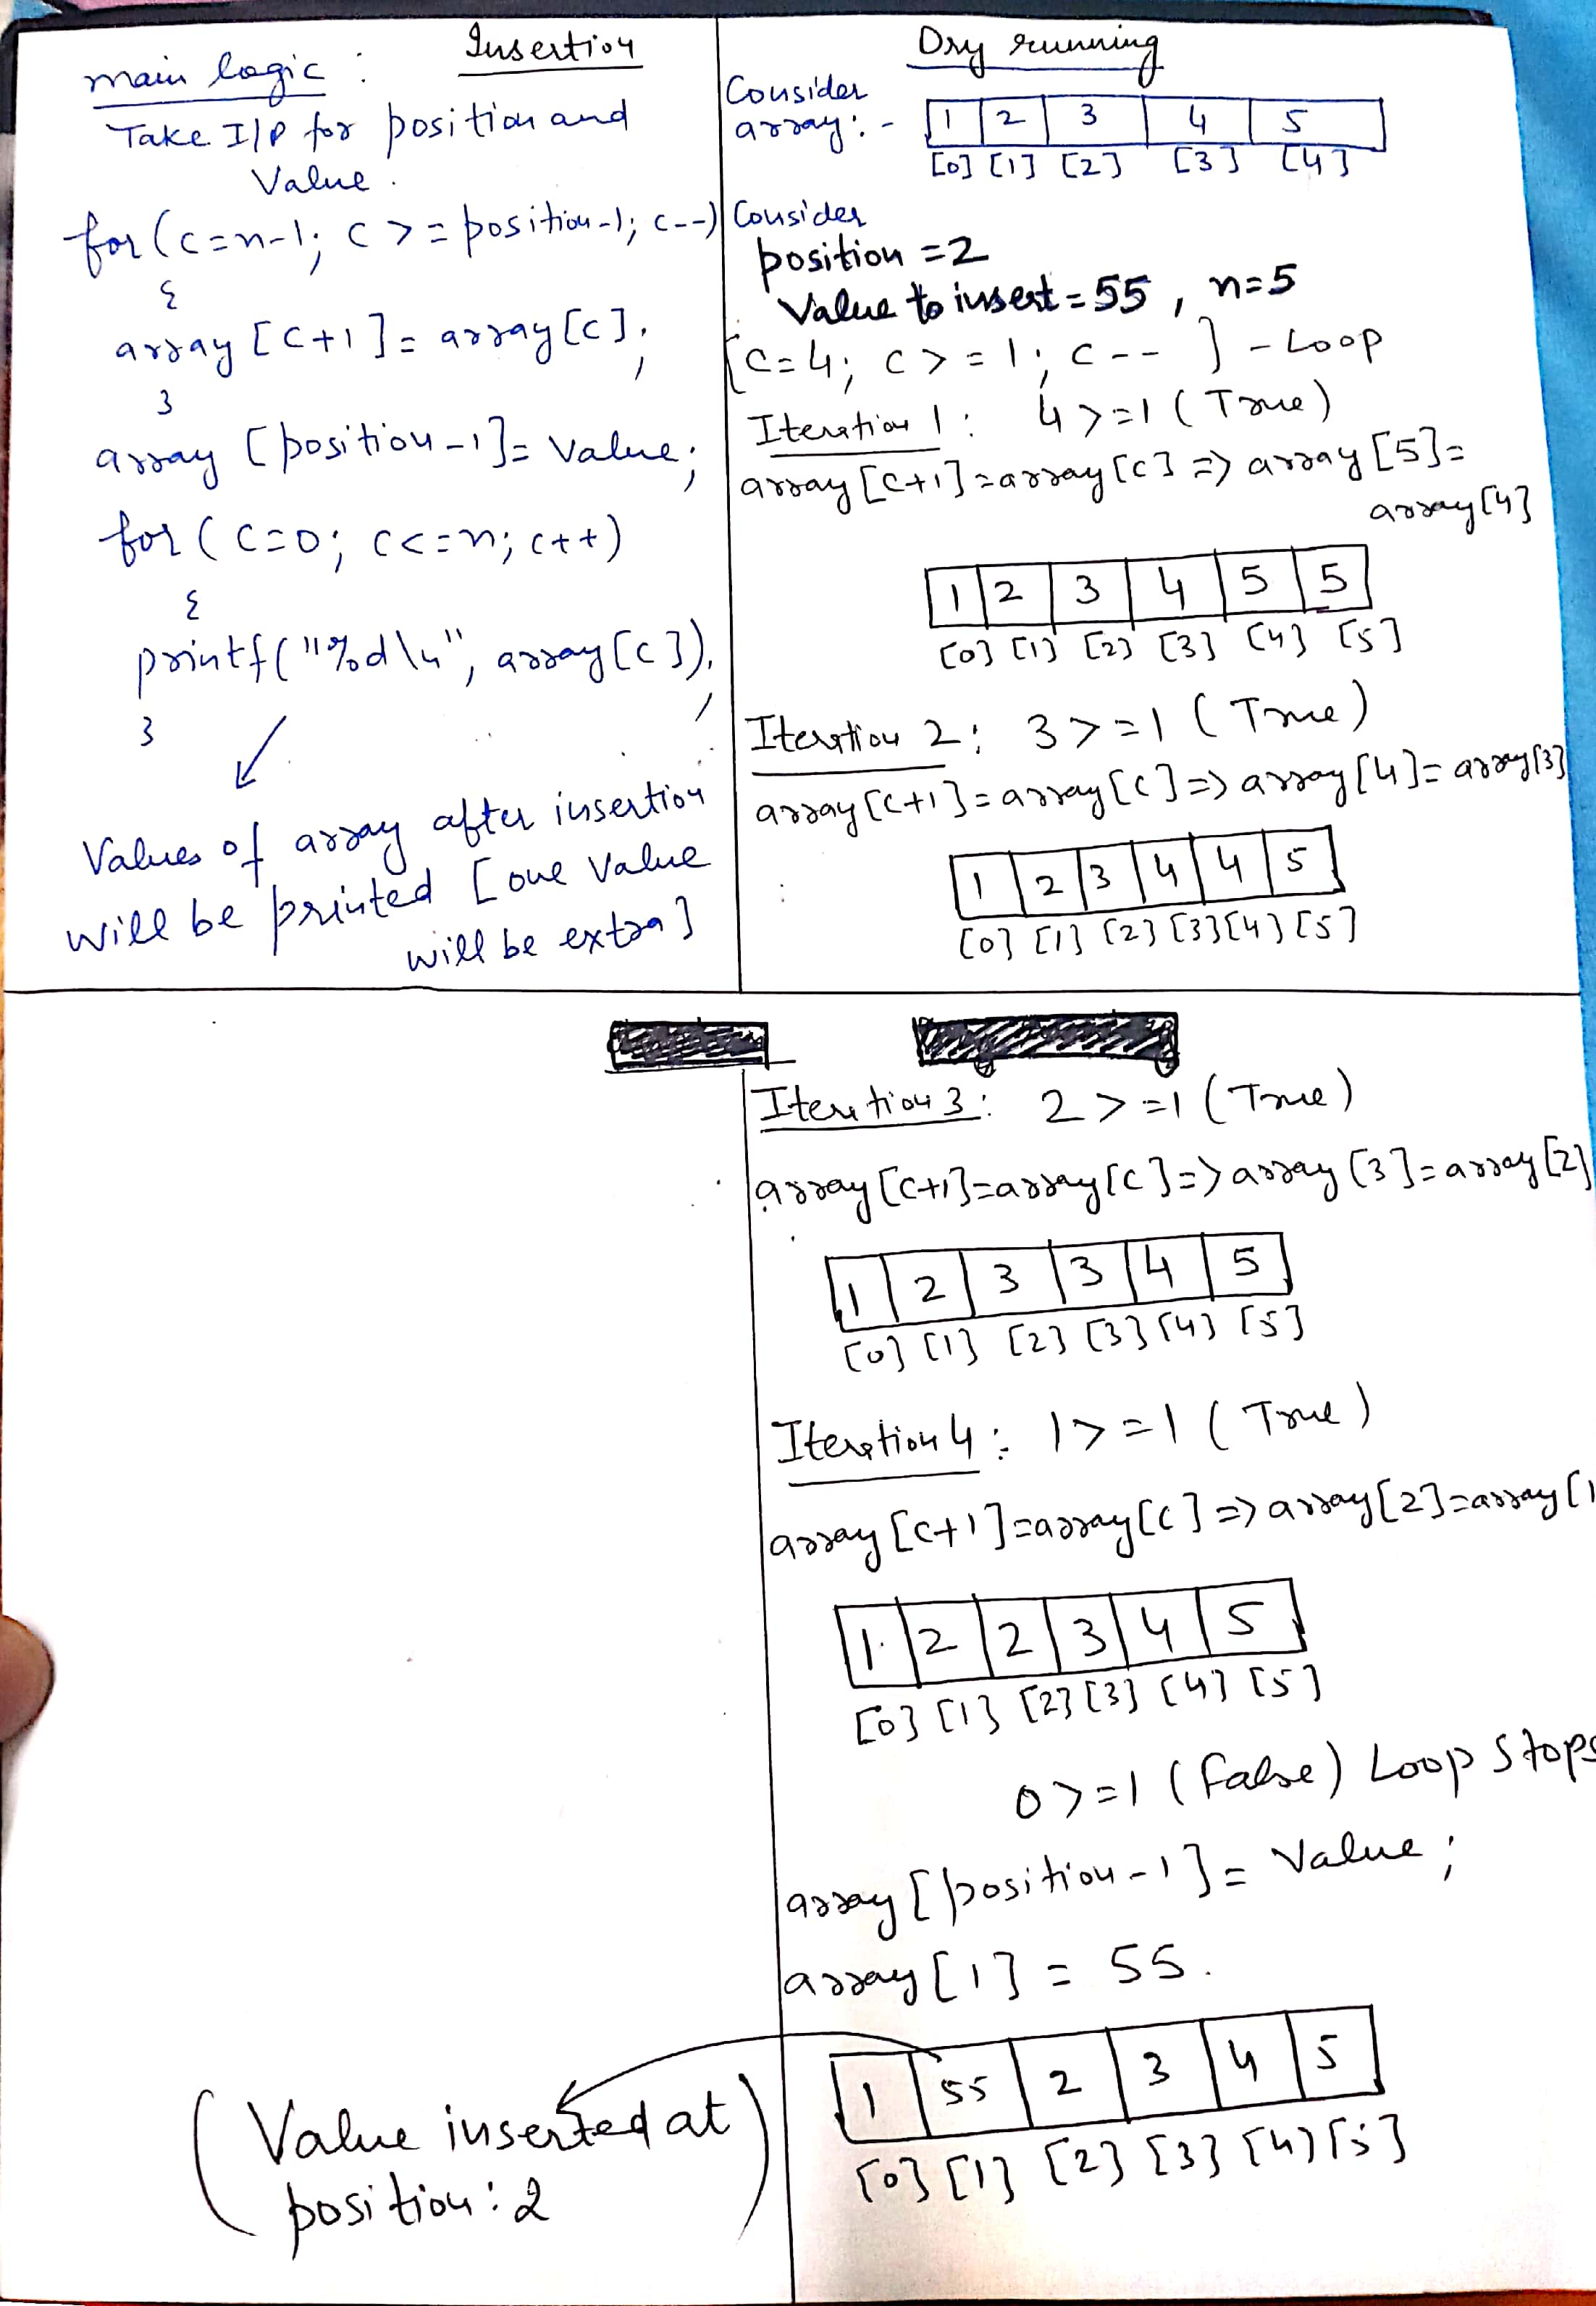 Insertion
main logic :
Take I/P for position and
Value.
for(c=n-1; c>=position-1; c--)
{
array[c+1]=array[c];
}
array[position-1]=value;
for(c=0; c<=n; c++)
{
printf("%d\n", array[c]);
}
Values of array after insertion
will be printed [one value
will be extra]
Dry running
Consider
array:- 1 2 3 4 5
[0] [1] [2] [3] [4]
Consider
position=2
Value to insert=55, n=5
[c=4; c>=1; c--] - Loop
Iteration 1: 4>=1 (True)
array[c+1]=array[c] => array[5]=
array[4]
1 2 3 4 5 5
[0] [1] [2] [3] [4] [5]
Iteration 2: 3>=1 (True)
array[c+1]=array[c] => array[4]=array[3]
1 2 3 4 4 5
[0] [1] [2] [3] [4] [5]
Iteration 3: 2>=1 (True)
array[c+1]=array[c] => array[3]=array[2]
1 2 3 3 4 5
[0] [1] [2] [3] [4] [5]
Iteration 4: 1>=1 (True)
array[c+1]=array[c] => array[2]=array[1
1 2 2 3 4 5
[0] [1] [2] [3] [4] [5]
0>=1 (False) Loop Stops
array[position-1]= Value;
array[1] = 55.
1 55 2 3 4 5
[0] [1] [2] [3] [4] [5]
(Value inserted at
position: 2)